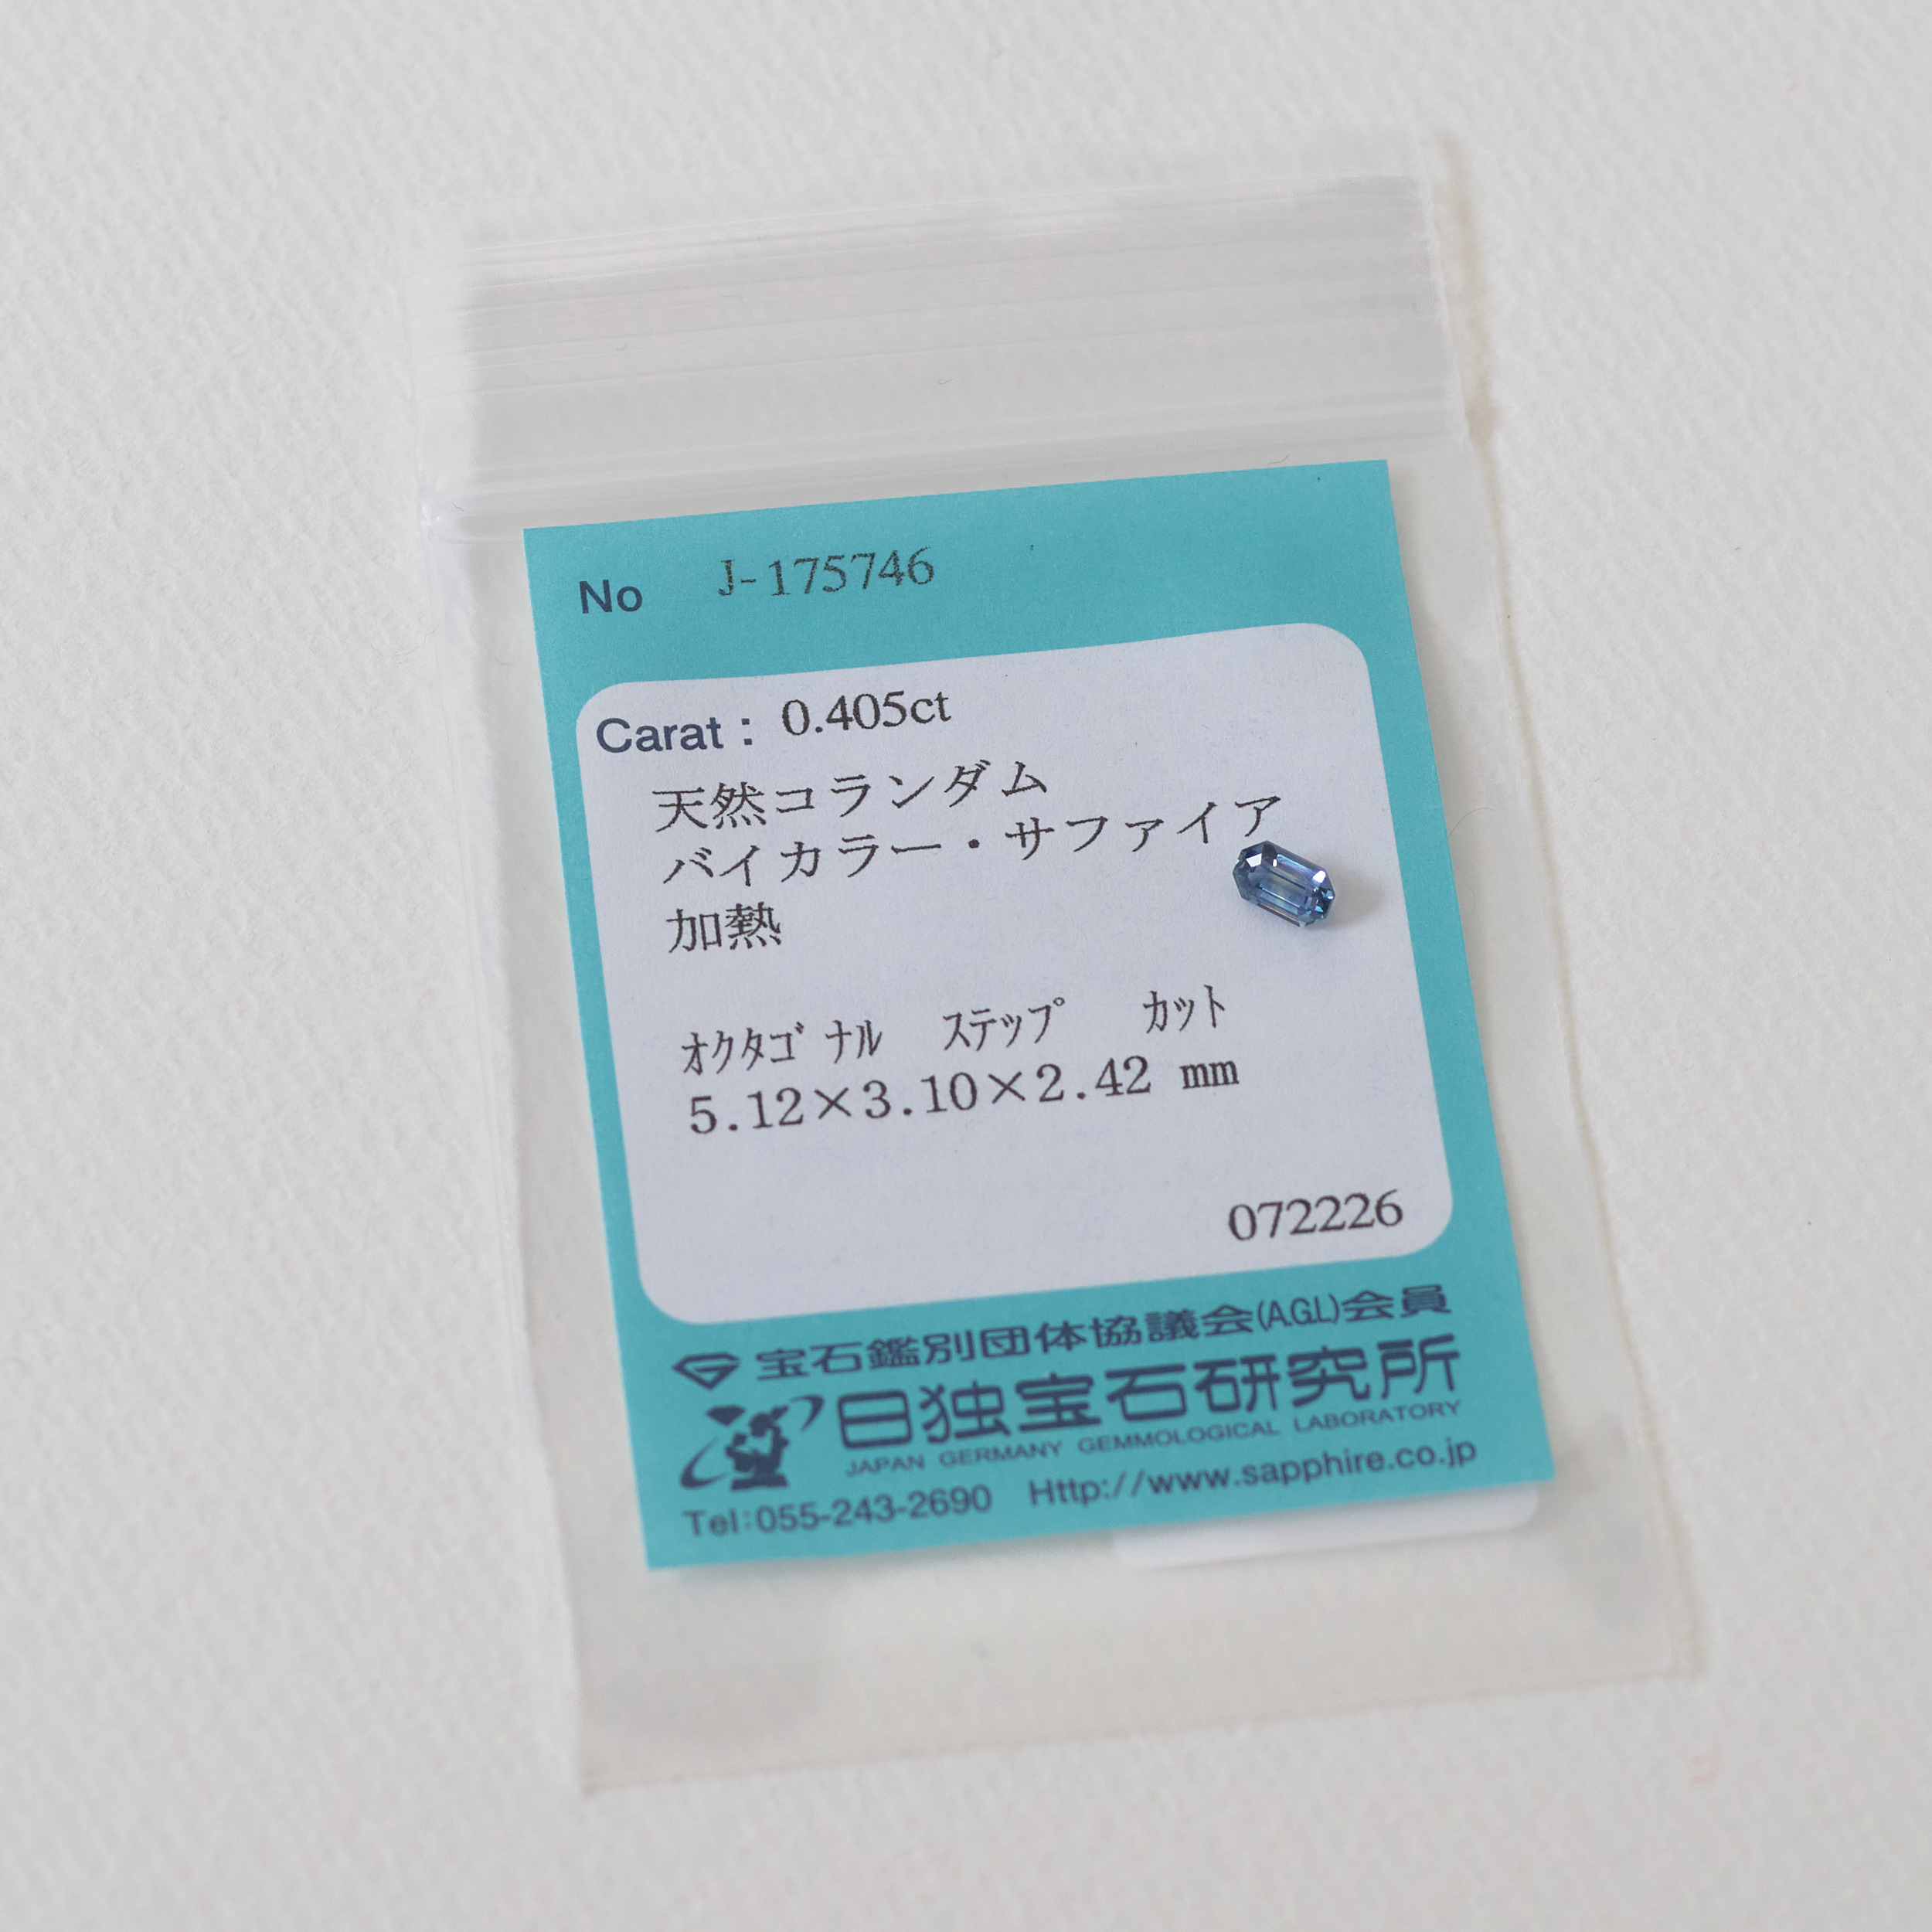 No J-175746
Carat : 0.405ct
天然コランダム
バイカラー・サファイア
加熱
ｵｸﾀｺﾞﾅﾙ ｽﾃｯﾌﾟ ｶｯﾄ
5.12×3.10×2.42 mm
072226
宝石鑑別団体協議会(AGL)会員
日独宝石研究所
JAPAN GERMANY GEMMOLOGICAL LABORATORY
Tel:055-243-2690 Http://www.sapphire.co.jp